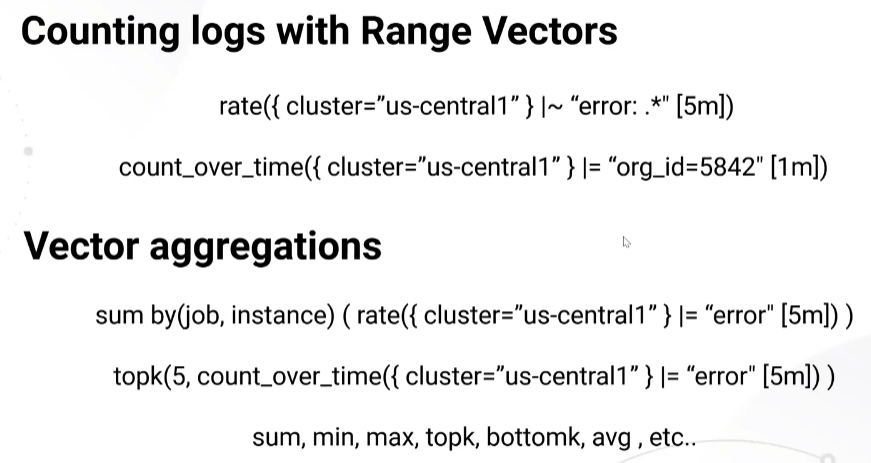 Counting logs with Range Vectors
rate({ cluster=”us-central1” } |~ “error: .*" [5m])
count_over_time({ cluster=”us-central1” } |= “org_id=5842" [1m])
Vector aggregations
sum by(job, instance) ( rate({ cluster=”us-central1” } |= “error" [5m]) )
topk(5, count_over_time({ cluster=”us-central1” } |= “error" [5m]) )
sum, min, max, topk, bottomk, avg , etc..